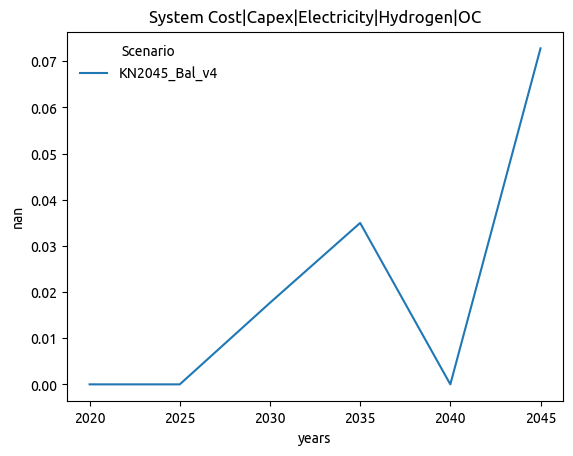 System Cost|Capex|Electricity|Hydrogen|OC
Scenario
KN2045_Bal_v4
0.07
0.06
0.05
0.04
0.03
0.02
0.01
0.00
nan
2020 2025 2030 2035 2040 2045
years